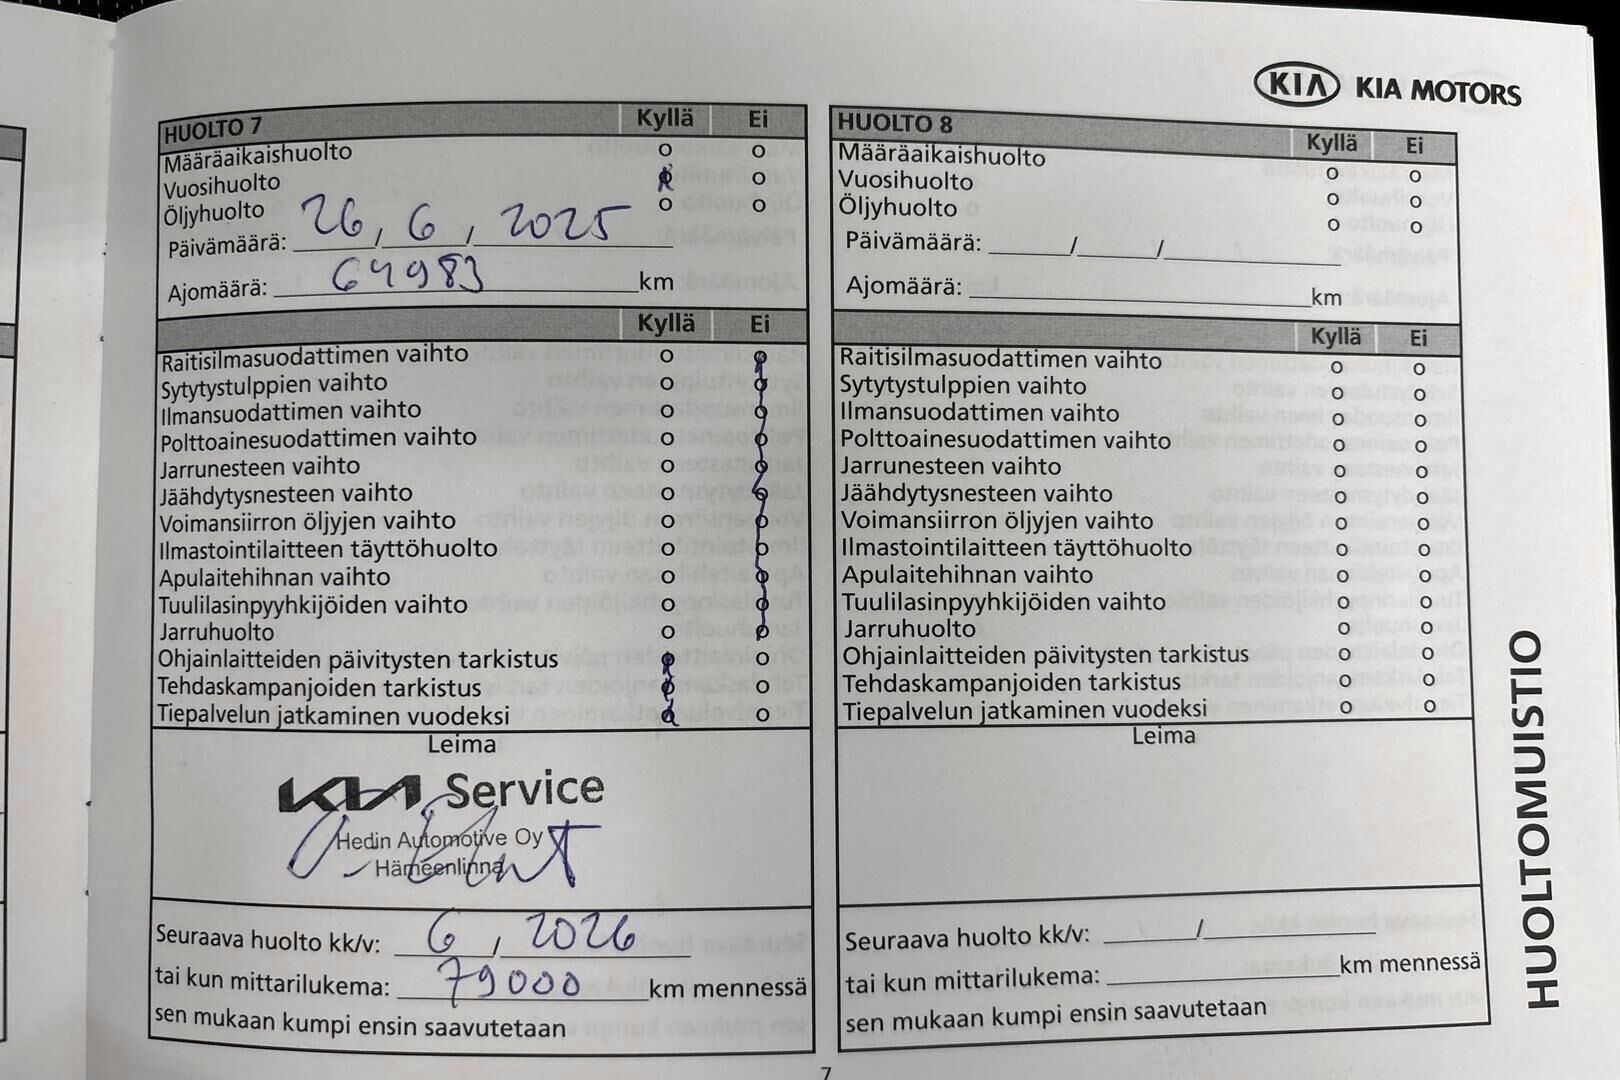 KIA KIA MOTORS
HUOLTO 7 Kyllä Ei
Määräaikaishuolto o o
Vuosihuolto o
Öljyhuolto o o
Päivämäärä: 26 / 6 / 2025
Ajomäärä: 64983 km
Kyllä Ei
Raitisilmasuodattimen vaihto o o
Sytytystulppien vaihto o o
Ilmansuodattimen vaihto o o
Polttoainesuodattimen vaihto o o
Jarrunesteen vaihto o o
Jäähdytysnesteen vaihto o o
Voimansiirron öljyjen vaihto o o
Ilmastointilaitteen täyttöhuolto o o
Apulaitehihnan vaihto o o
Tuulilasinpyyhkijöiden vaihto o o
Jarruhuolto o o
Ohjainlaitteiden päivitysten tarkistus o o
Tehdaskampanjoiden tarkistus o o
Tiepalvelun jatkaminen vuodeksi o o
Leima
KIA Service
Hedin Automotive Oy
Hämeenlinna
Seuraava huolto kk/v: 6 / 2026
tai kun mittarilukema: 79000 km mennessä
sen mukaan kumpi ensin saavutetaan
HUOLTO 8 Kyllä Ei
Määräaikaishuolto o o
Vuosihuolto o o
Öljyhuolto o o
Päivämäärä: / /
Ajomäärä: km
Kyllä Ei
Raitisilmasuodattimen vaihto o o
Sytytystulppien vaihto o o
Ilmansuodattimen vaihto o o
Polttoainesuodattimen vaihto o o
Jarrunesteen vaihto o o
Jäähdytysnesteen vaihto o o
Voimansiirron öljyjen vaihto o o
Ilmastointilaitteen täyttöhuolto o o
Apulaitehihnan vaihto o o
Tuulilasinpyyhkijöiden vaihto o o
Jarruhuolto o o
Ohjainlaitteiden päivitysten tarkistus o o
Tehdaskampanjoiden tarkistus o o
Tiepalvelun jatkaminen vuodeksi o o
Leima
Seuraava huolto kk/v: /
tai kun mittarilukema: km mennessä
sen mukaan kumpi ensin saavutetaan
HUOLTOMUISTIO
7